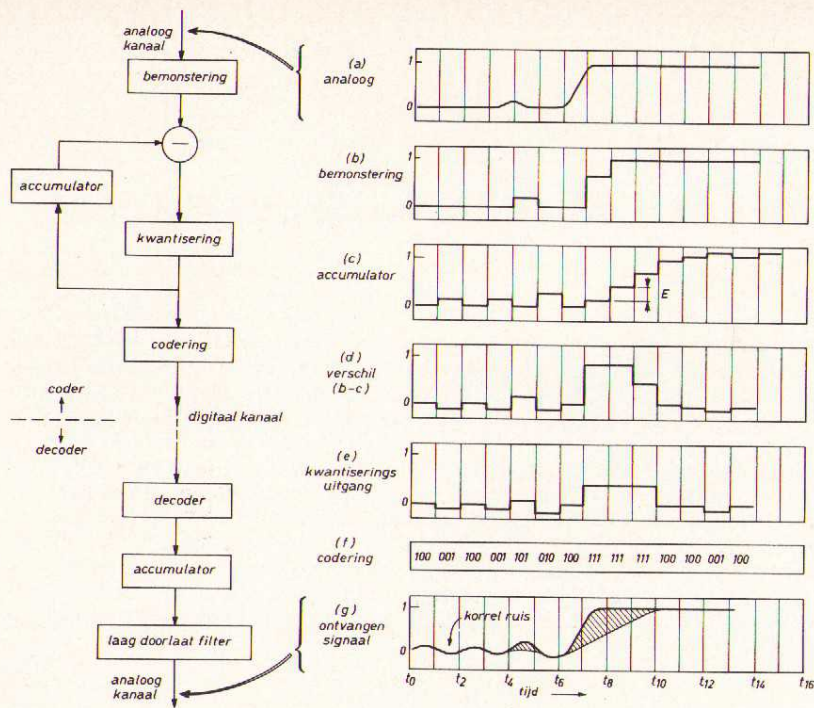 analoog
kanaal
bemonstering
—
accumulator
kwantisering
codering
coder
digitaal kanaal
decoder
decoder
accumulator
laag doorlaat filter
analoog
kanaal
(a)
analoog
1
0
(b)
bemonstering
1
0
(c)
accumulator
1
0
E
(d)
verschil
(b-c)
1
0
(e)
kwantiserings
uitgang
1
0
(f)
codering
100 001 100 001 101 010 100 111 111 111 100 100 001 100
(g)
ontvangen
signaal
1
0
korrel ruis
t0 t2 t4 t6 t8 t10 t12 t14 t16
tijd